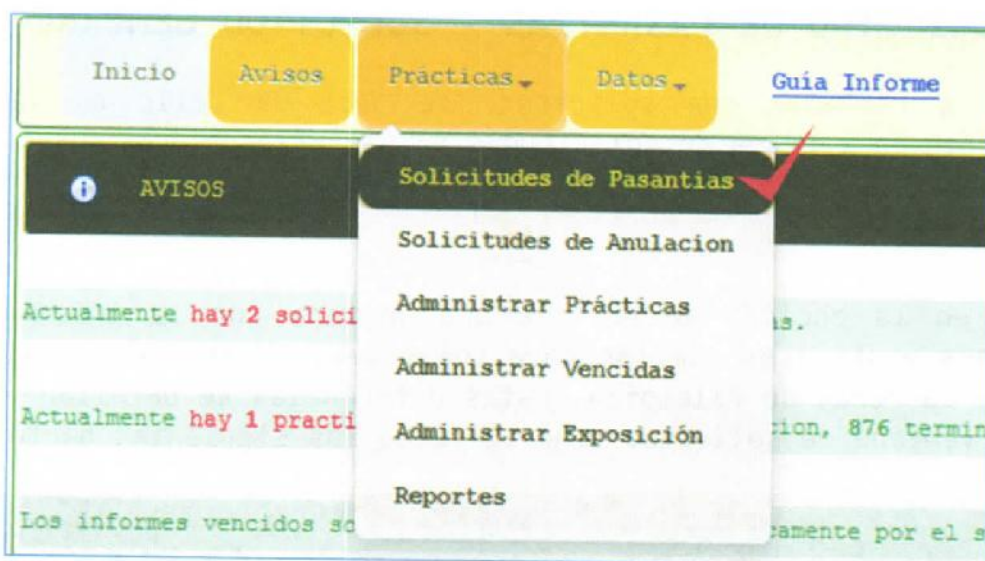 Inicio Avisos Prácticas Datos Guía Informe
AVISOS
Solicitudes de Pasantias
Solicitudes de Anulacion
Administrar Prácticas
Administrar Vencidas
Administrar Exposición
Reportes
Actualmente hay 2 solici as.
Actualmente hay 1 practi cion, 876 termin
Los informes vencidos so camente por el s